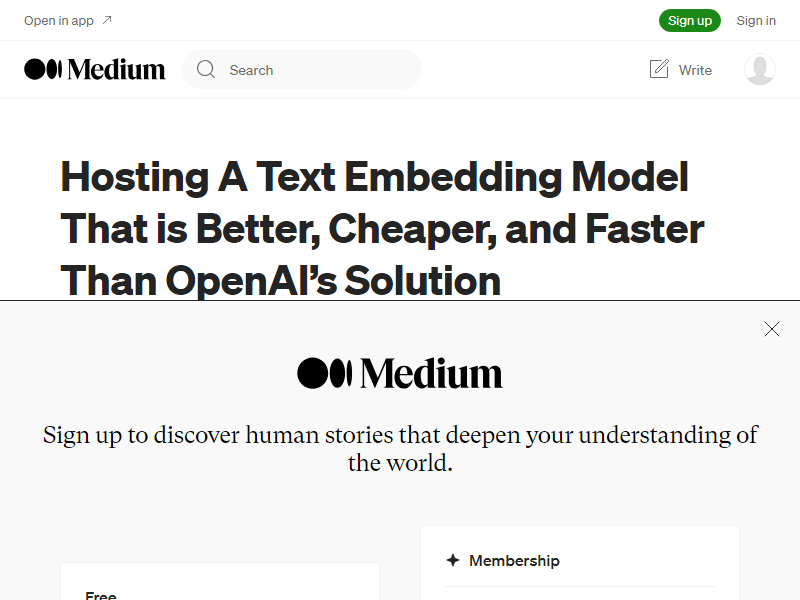 Open in app
Sign up
Sign in
Medium
Search
Write
Hosting A Text Embedding Model
That is Better, Cheaper, and Faster
Than OpenAI’s Solution
Medium
Sign up to discover human stories that deepen your understanding of
the world.
Membership
Free